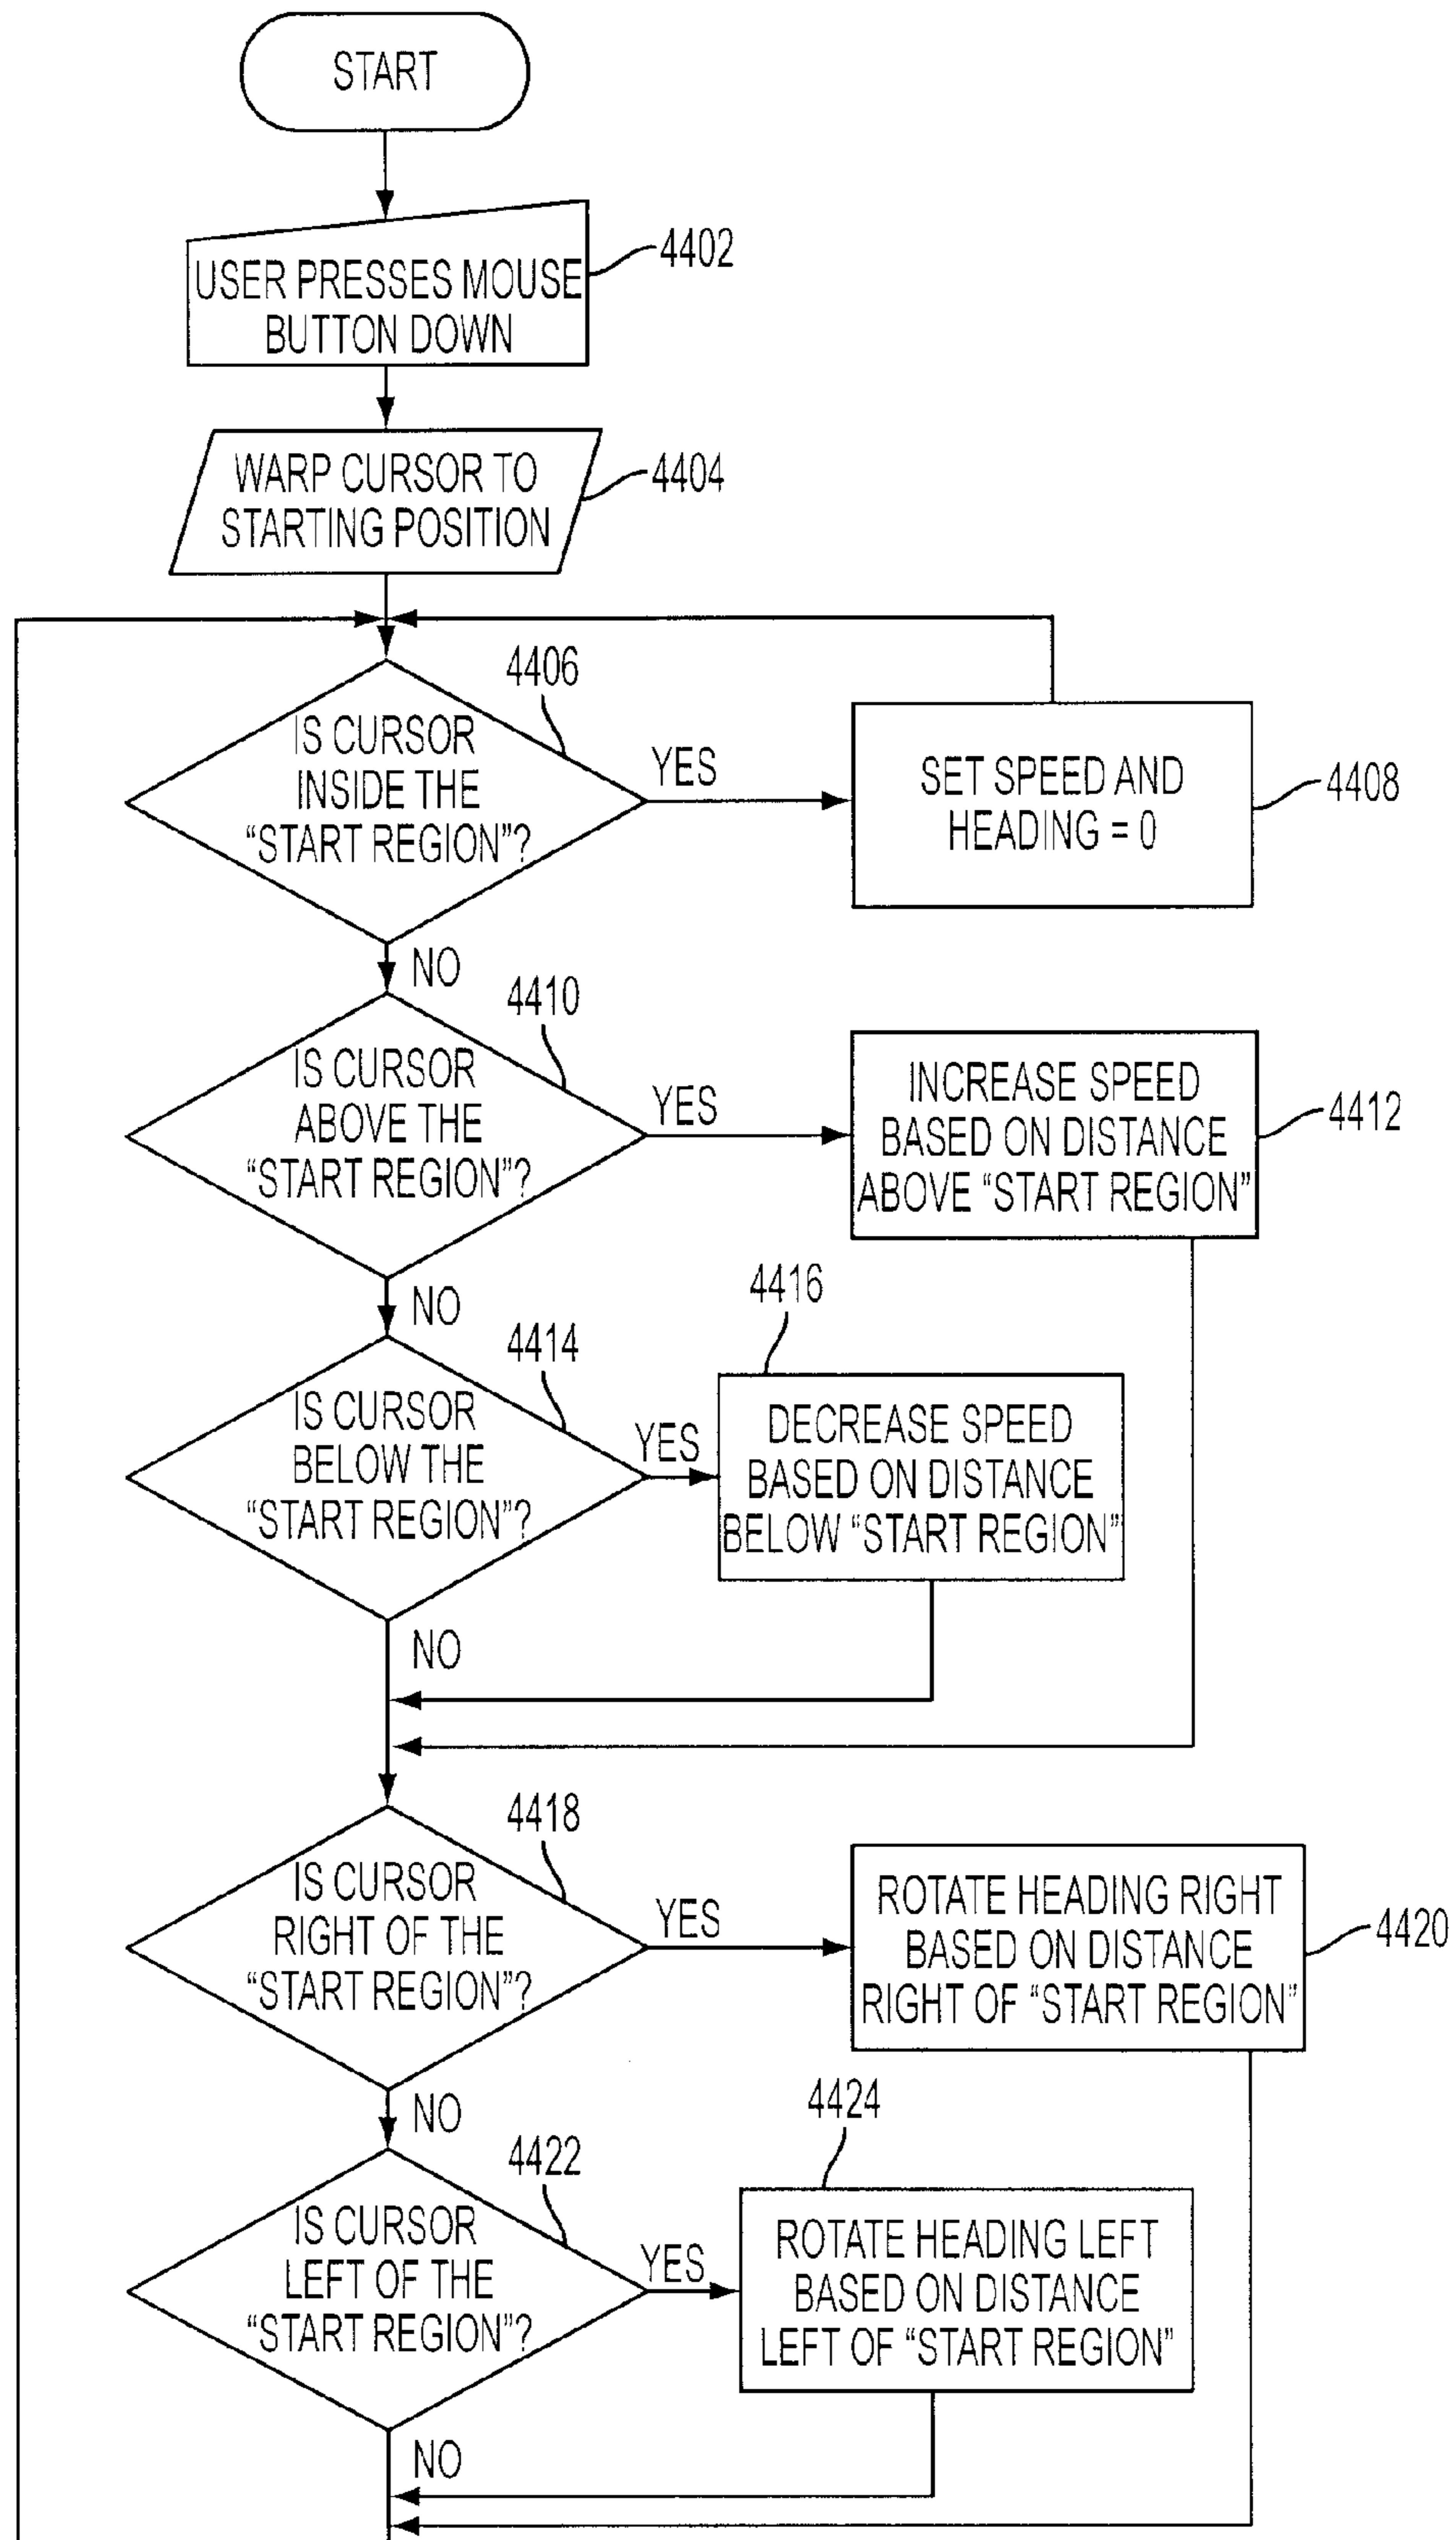 START
USER PRESSES MOUSE
BUTTON DOWN
4402
WARP CURSOR TO
STARTING POSITION
4404
IS CURSOR
INSIDE THE
“START REGION”?
4406
YES
SET SPEED AND
HEADING = 0
4408
NO
IS CURSOR
ABOVE THE
“START REGION”?
4410
YES
INCREASE SPEED
BASED ON DISTANCE
ABOVE “START REGION”
4412
NO
IS CURSOR
BELOW THE
“START REGION”?
4414
YES
4416
DECREASE SPEED
BASED ON DISTANCE
BELOW “START REGION”
NO
IS CURSOR
RIGHT OF THE
“START REGION”?
4418
YES
ROTATE HEADING RIGHT
BASED ON DISTANCE
RIGHT OF “START REGION”
4420
NO
IS CURSOR
LEFT OF THE
“START REGION”?
4422
YES
4424
ROTATE HEADING LEFT
BASED ON DISTANCE
LEFT OF “START REGION”
NO